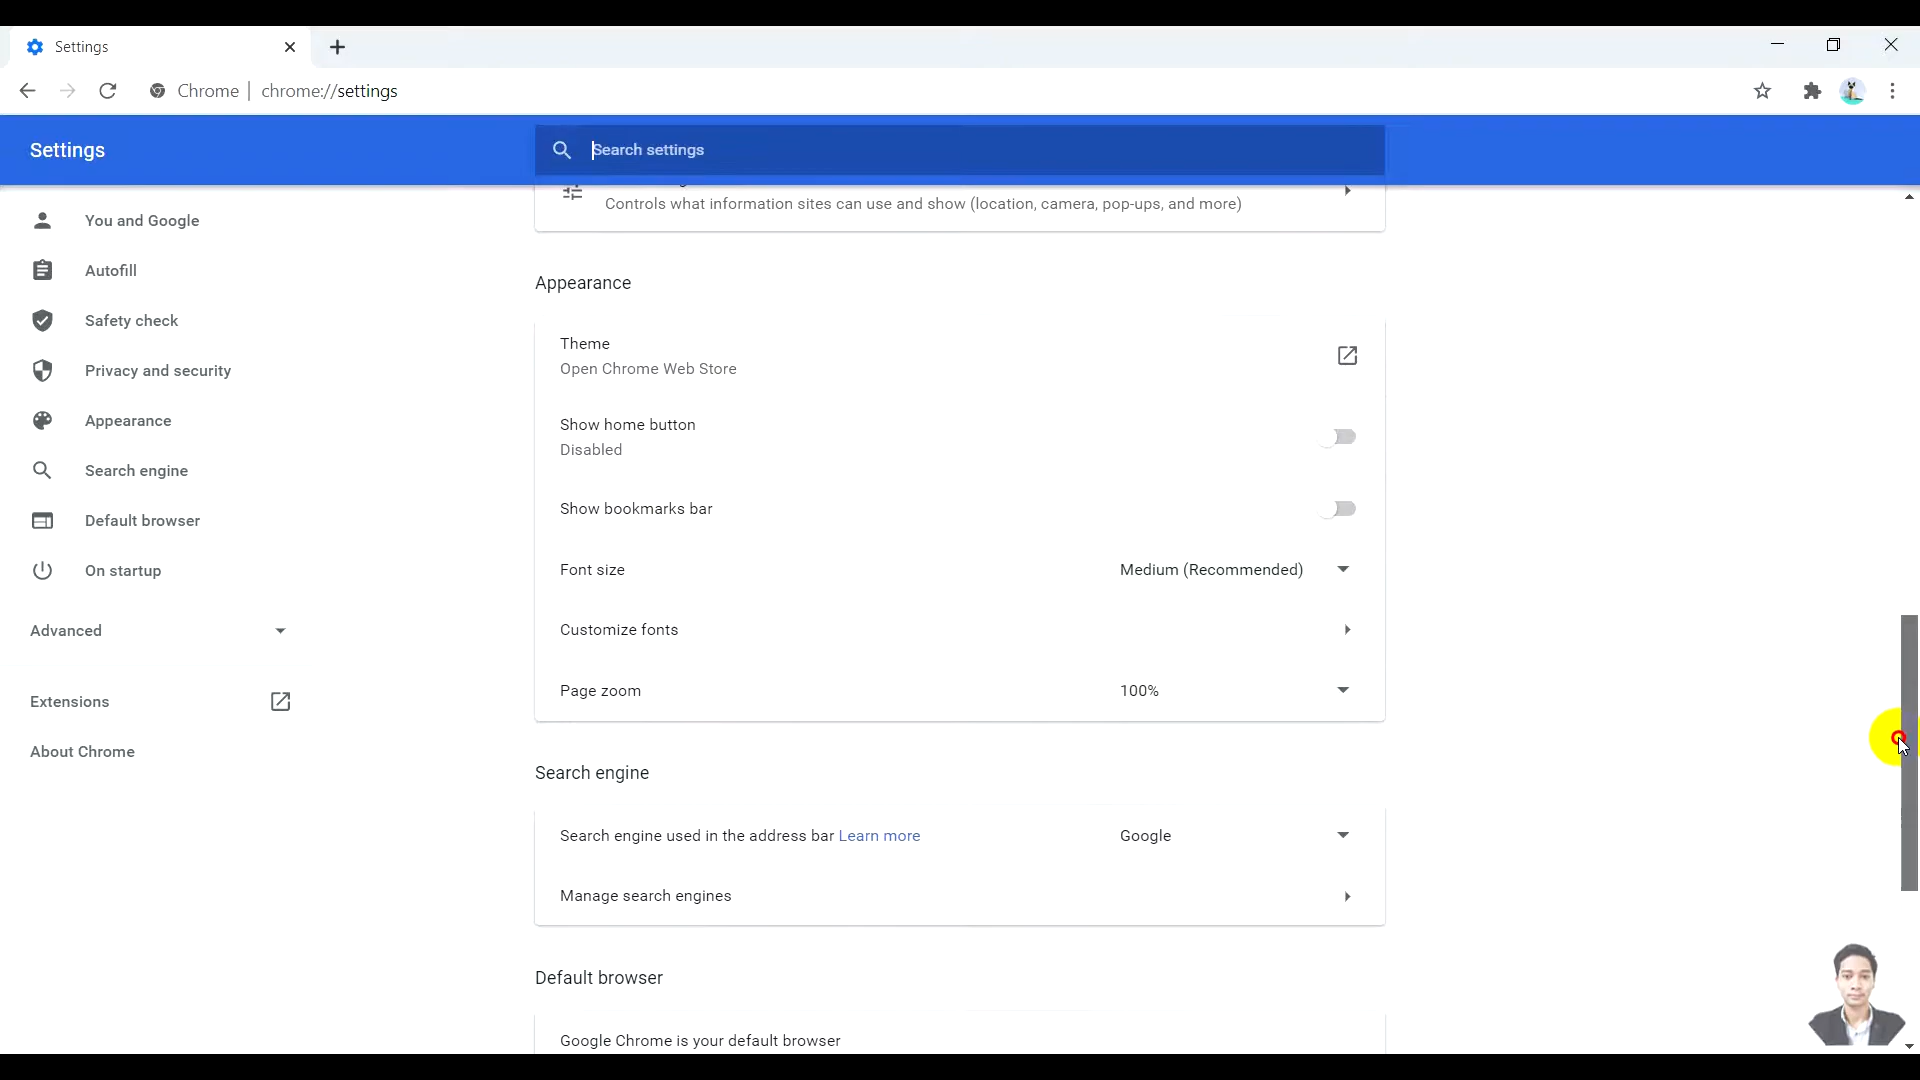 Settings
Chrome | chrome://settings
Settings
Search settings
Controls what information sites can use and show (location, camera, pop-ups, and more)
You and Google
Autofill
Safety check
Privacy and security
Appearance
Search engine
Default browser
On startup
Advanced
Extensions
About Chrome
Appearance
Theme
Open Chrome Web Store
Show home button
Disabled
Show bookmarks bar
Font size Medium (Recommended)
Customize fonts
Page zoom 100%
Search engine
Search engine used in the address bar Learn more Google
Manage search engines
Default browser
Google Chrome is your default browser